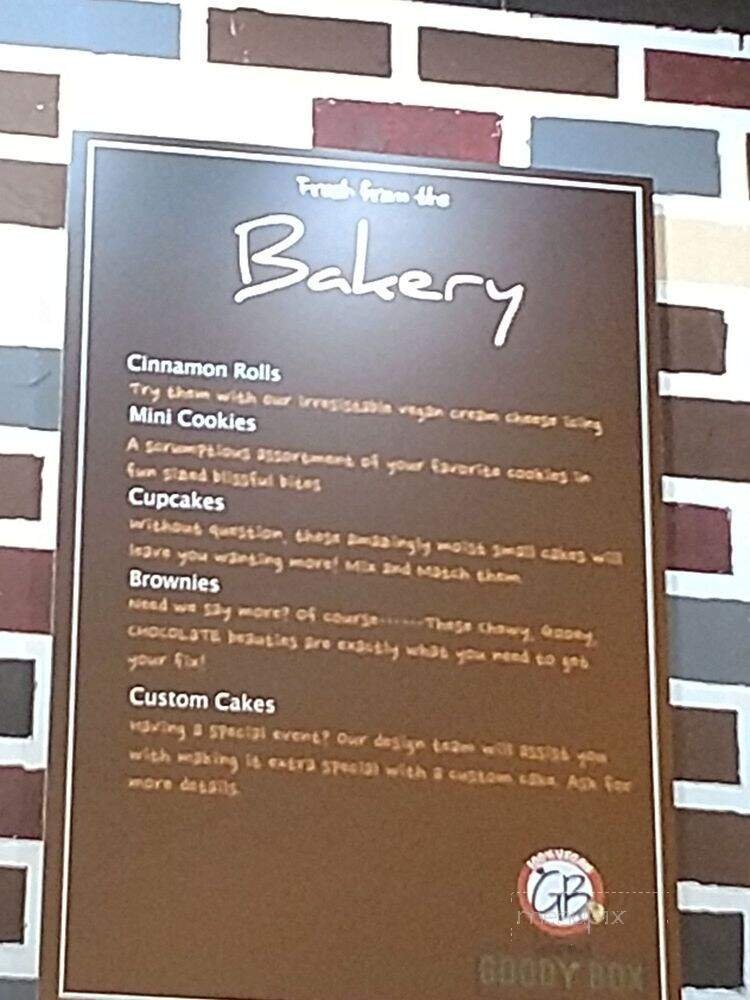 Fresh from the
Bakery
Cinnamon Rolls
Try them with our irresistable vegan cream cheese icing
Mini Cookies
A scrumptious assortment of your favorite cookies in
fun sized blissful bites
Cupcakes
Without question, these amazingly moist small cakes will
leave you wanting more! Mix and Match them
Brownies
Need we say more? Of course-------These Chewy, Gooey,
CHOCOLATE beauties are exactly what you need to get
your fix!
Custom Cakes
Having a special event? Our design team will assist you
with making it extra special with a custom cake. Ask for
more details.
100% VEGAN
GB
menupix
GOODY BOX